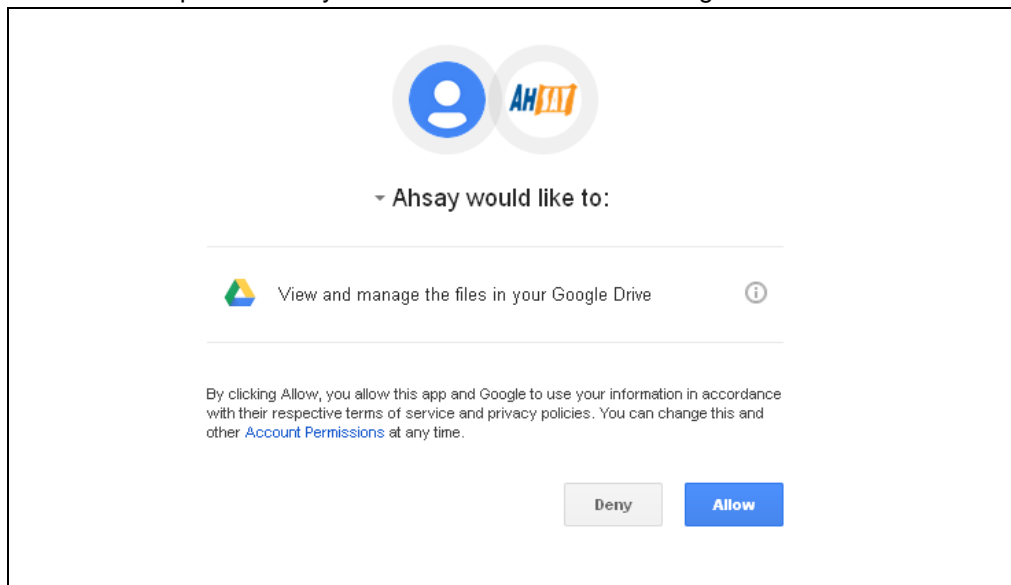 AHSAY
Ahsay would like to:
View and manage the files in your Google Drive
By clicking Allow, you allow this app and Google to use your information in accordance
with their respective terms of service and privacy policies. You can change this and
other Account Permissions at any time.
Deny Allow